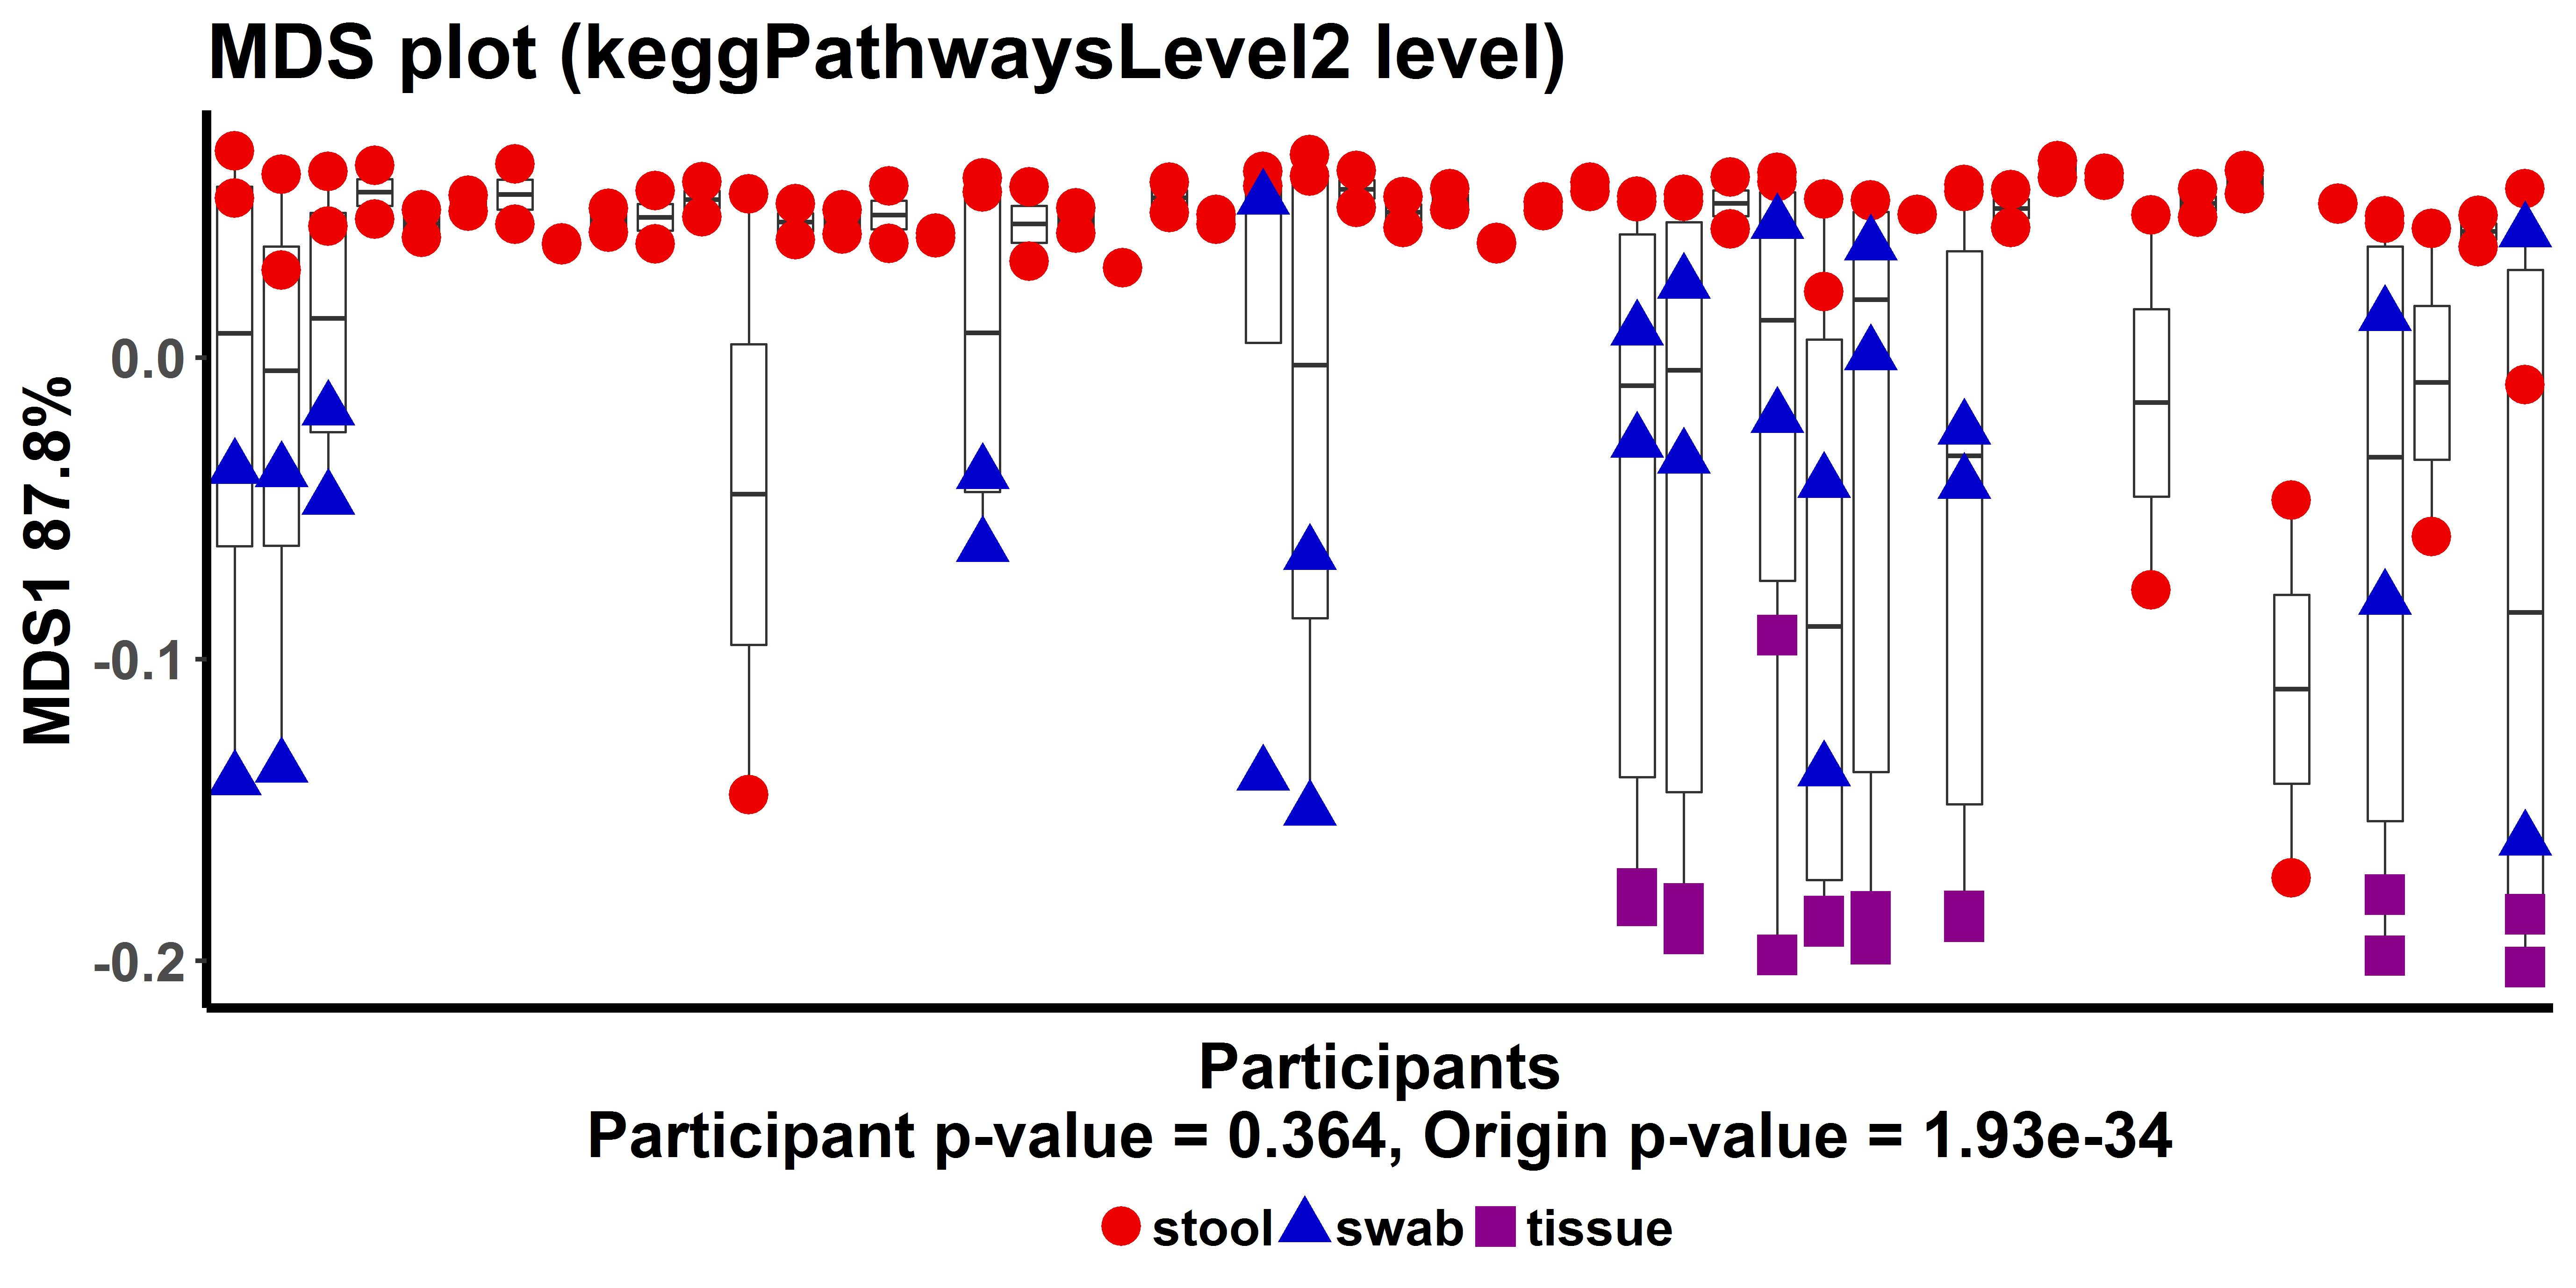 MDS plot (keggPathwaysLevel2 level)
MDS1 87.8%
0.0
-0.1
-0.2
Participants
Participant p-value = 0.364, Origin p-value = 1.93e-34
stool swab tissue